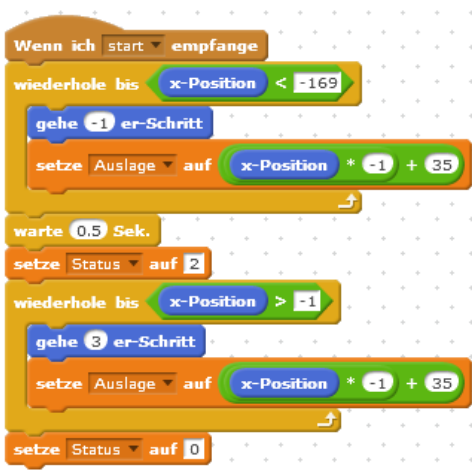 Wenn ich start empfange
wiederhole bis x-Position < -169
gehe -1 er-Schritt
setze Auslage auf x-Position * -1 + 35
warte 0.5 Sek.
setze Status auf 2
wiederhole bis x-Position > -1
gehe 3 er-Schritt
setze Auslage auf x-Position * -1 + 35
setze Status auf 0